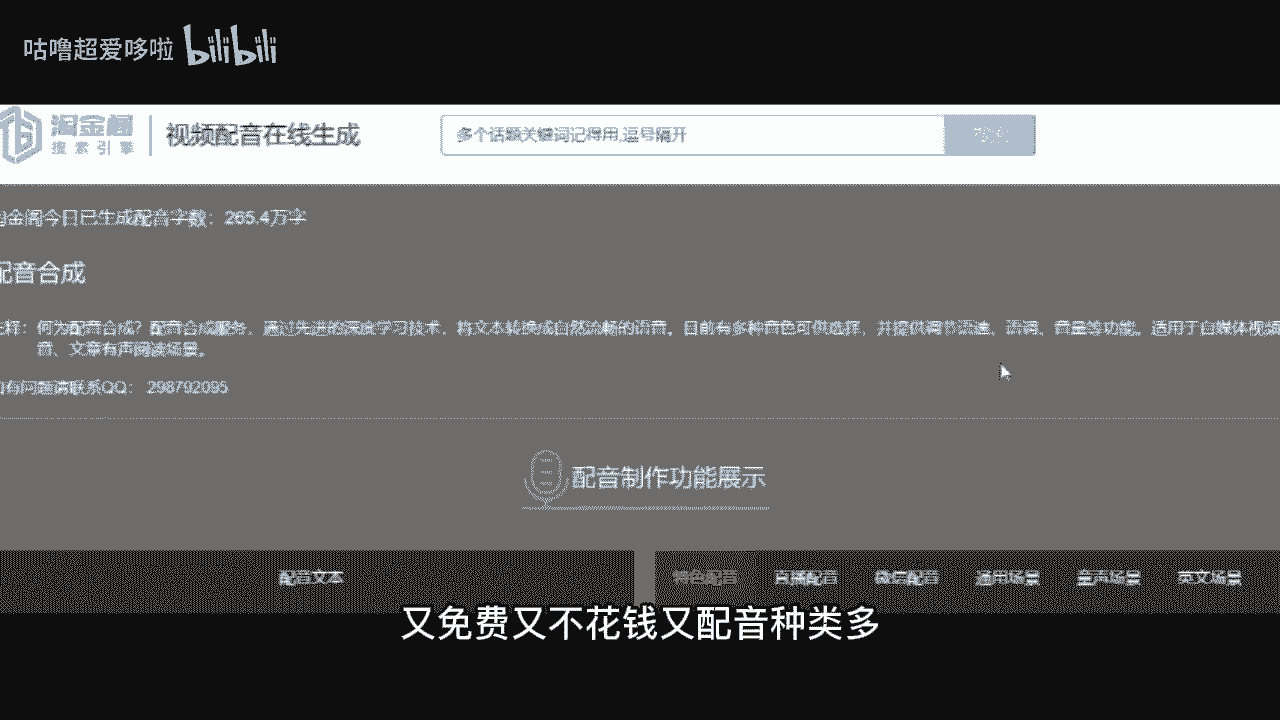 咕噜超爱哆啦 bilibili
淘金阁
搜索引擎
视频配音在线生成
多个话题关键词记得用,逗号隔开
金阁今日已生成配音字数：265.4万字
配音合成
何为配音合成？配音合成服务，通过先进的深度学习技术，将文本转换成自然流畅的语音。目前有多种音色可供选择，并提供调节语速、语调、音量等功能。适用于自媒体视频
音、文章有声阅读场景。
有问题请联系QQ： 298792095
配音制作功能展示
配音文本
特色配音 直播配音 微信配音 通用场景 童声场景 英文场景
又免费又不花钱又配音种类多